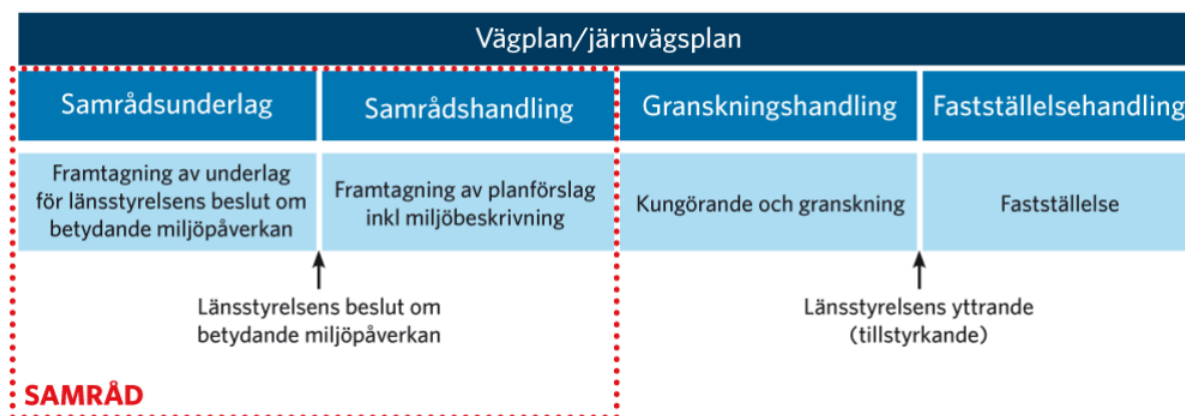 Vägplan/järnvägsplan
Samrådsunderlag
Samrådshandling
Granskningshandling
Fastställelsehandling
Framtagning av underlag
för länsstyrelsens beslut om
betydande miljöpåverkan
Framtagning av planförslag
inkl miljöbeskrivning
Kungörande och granskning
Fastställelse
Länsstyrelsens beslut om
betydande miljöpåverkan
Länsstyrelsens yttrande
(tillstyrkande)
SAMRÅD